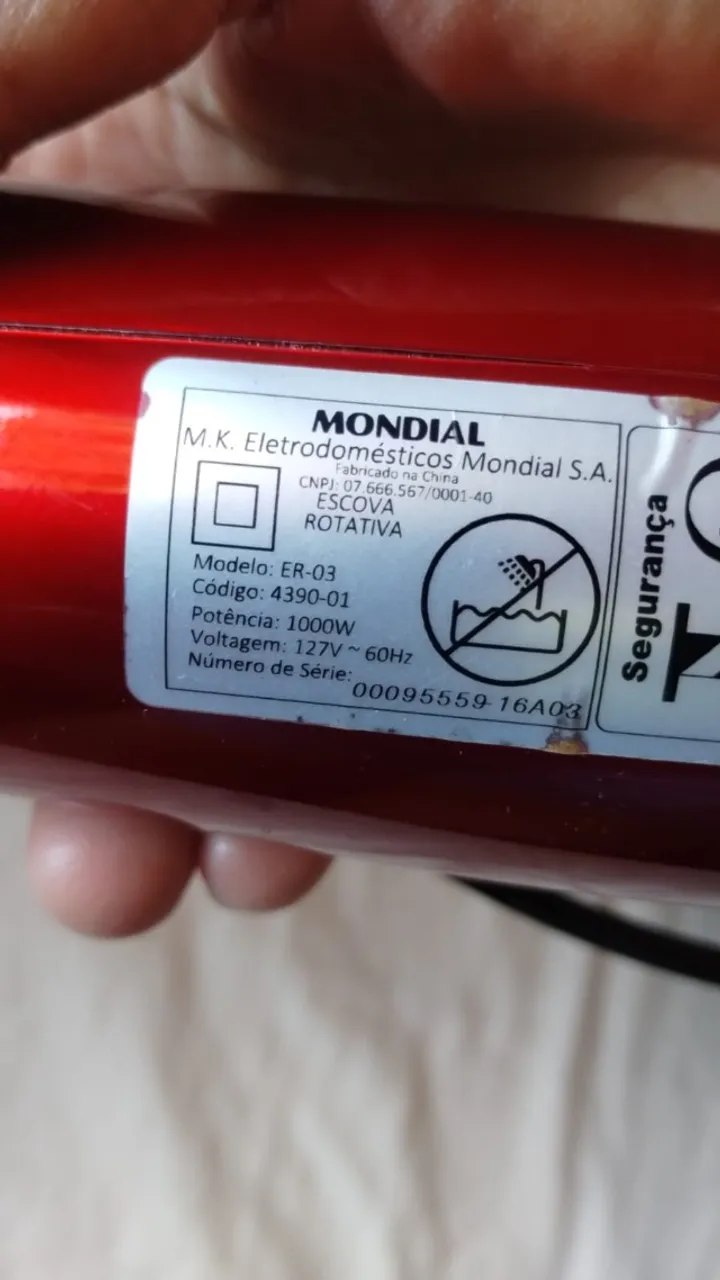 MONDIAL
M.K. Eletrodomésticos Mondial S.A.
Fabricado na China
CNPJ: 07.666.567/0001-40
ESCOVA
ROTATIVA
Modelo: ER-03
Código: 4390-01
Potência: 1000W
Voltagem: 127V ~ 60Hz
Número de Série:
00095559-16A03
Segurança